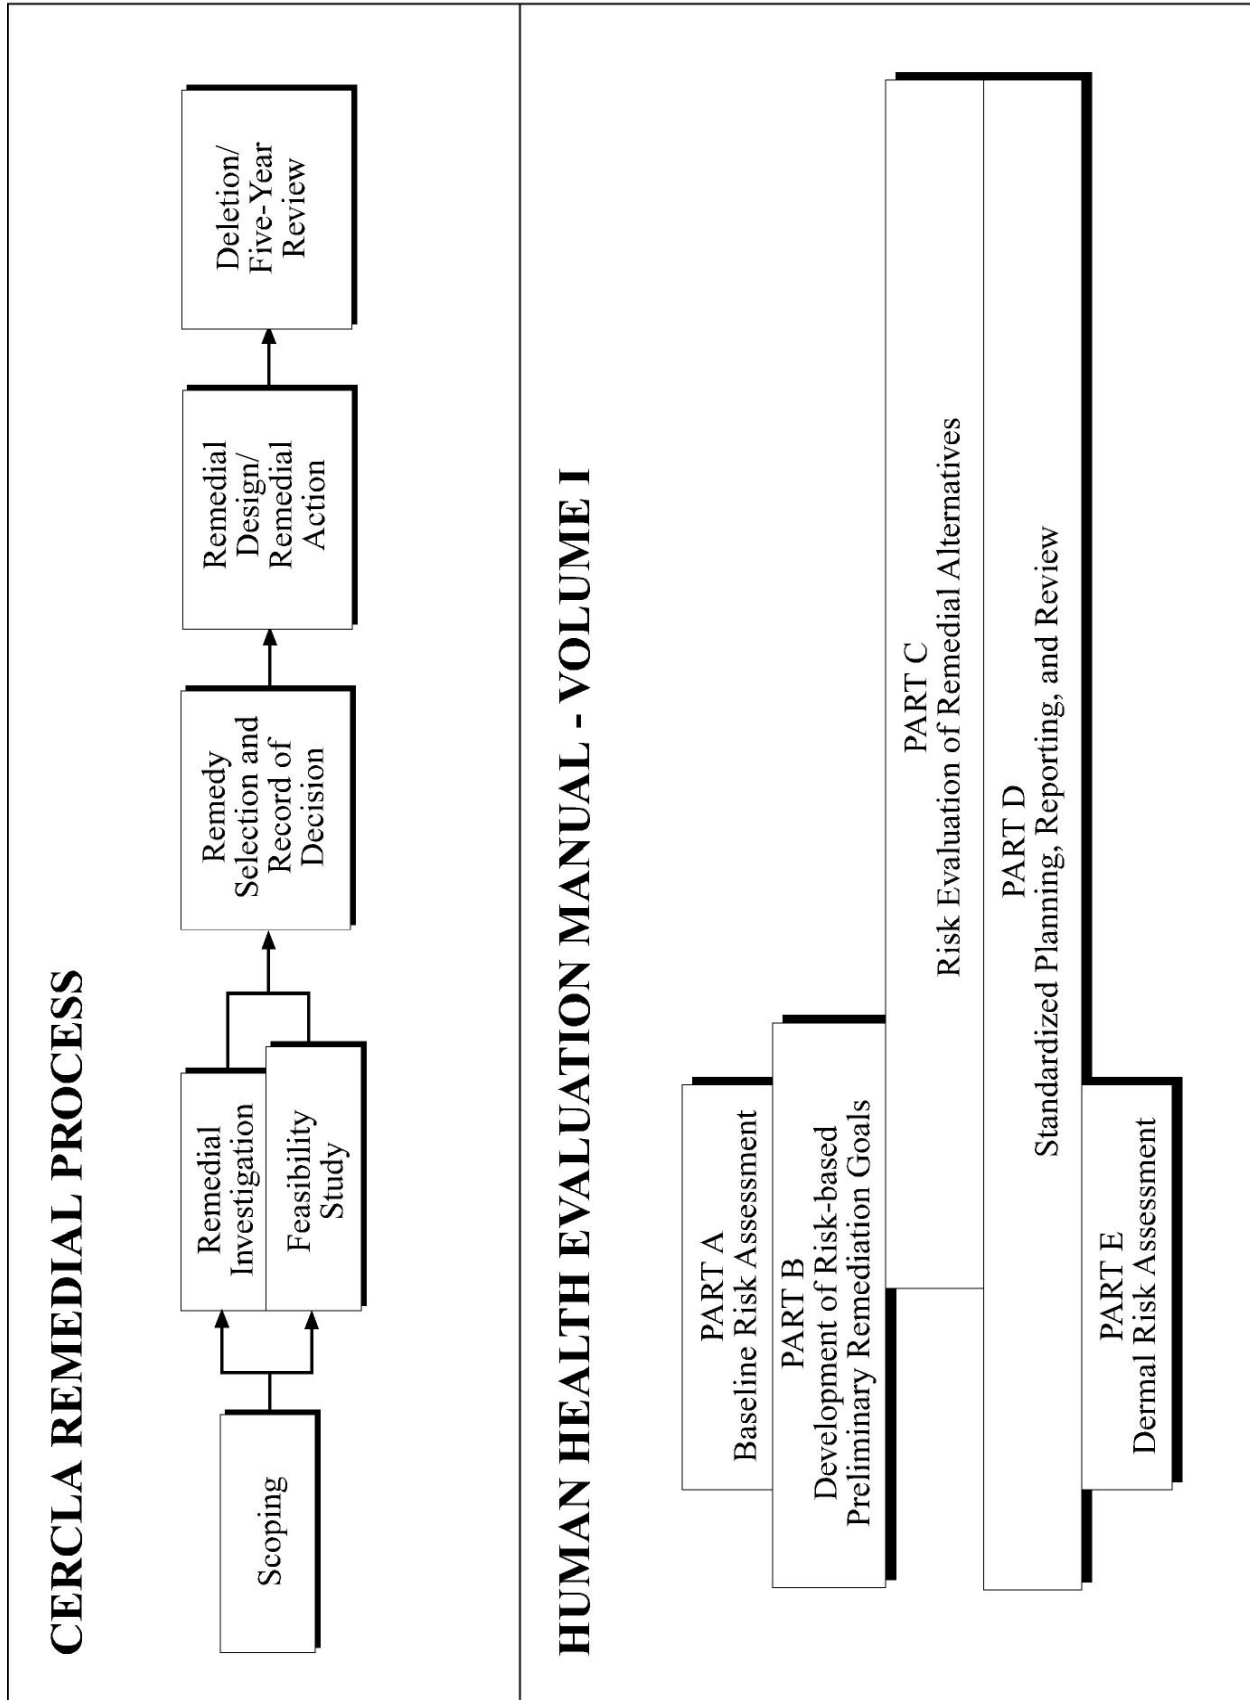 CERCLA REMEDIAL PROCESS
Scoping
Remedial
Investigation
Feasibility
Study
Remedy
Selection and
Record of
Decision
Remedial
Design/
Remedial
Action
Deletion/
Five-Year
Review
HUMAN HEALTH EVALUATION MANUAL - VOLUME I
PART A
Baseline Risk Assessment
PART B
Development of Risk-based
Preliminary Remediation Goals
PART C
Risk Evaluation of Remedial Alternatives
PART D
Standardized Planning, Reporting, and Review
PART E
Dermal Risk Assessment